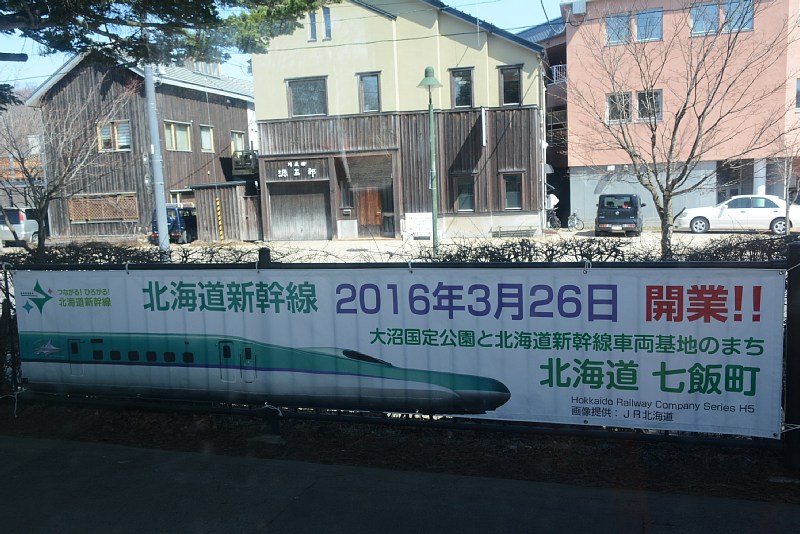 源五郎
つながる!ひろがる!
北海道新幹線
北海道新幹線 2016年3月26日 開業!!
大沼国定公園と北海道新幹線車両基地のまち
北海道 七飯町
Hokkaido Railway Company Series H5
画像提供：JR北海道